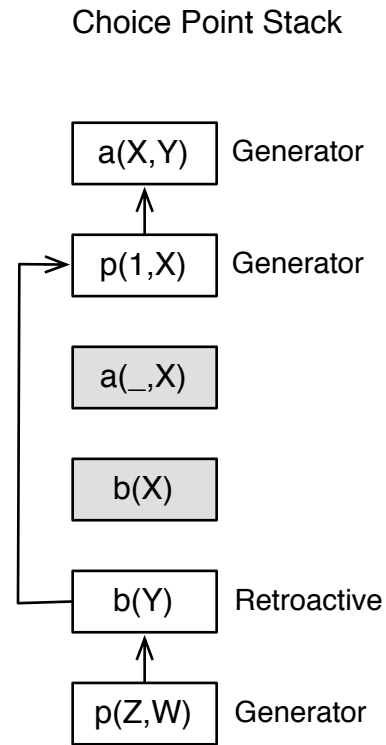 Choice Point Stack
a(X,Y) Generator
p(1,X) Generator
a(_,X)
b(X)
b(Y) Retroactive
p(Z,W) Generator